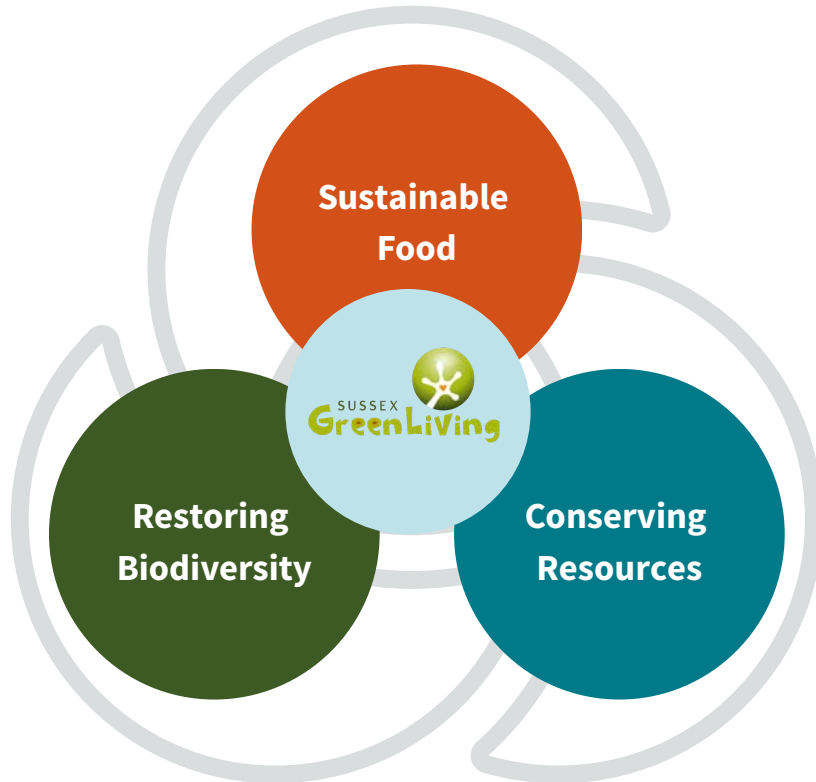 Sustainable
Food
SUSSEX
GreenLiving
Restoring
Biodiversity
Conserving
Resources